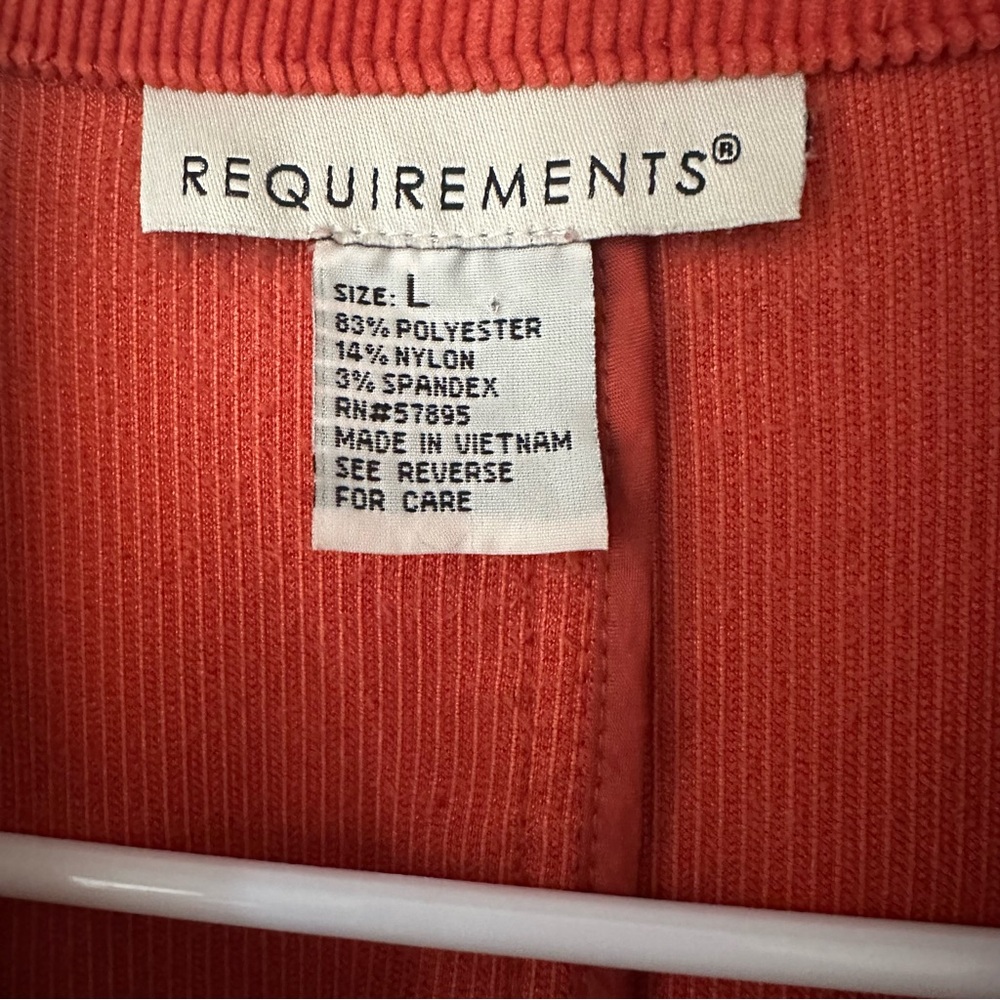 REQUIREMENTS®
SIZE: L
83% POLYESTER
14% NYLON
3% SPANDEX
RN#57895
MADE IN VIETNAM
SEE REVERSE
FOR CARE